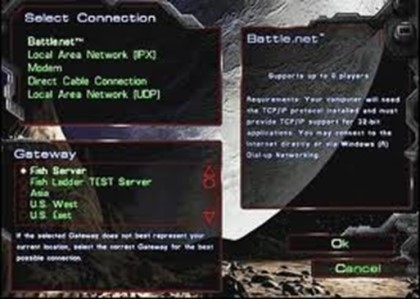 Select Connection
Battle.net™
Local Area Network (IPX)
Modem
Direct Cable Connection
Local Area Network (UDP)
Battle.net™
Supports up to 8 players
Requirements: Your computer will need
the TCP/IP protocol installed and must
provide TCP/IP support for 32-bit
applications. You may connect to the
Internet directly or via Windows (R)
Dial-up Networking.
Gateway
Fish Server
Fish Ladder TEST Server
Asia
U.S. West
U.S. East
If the selected Gateway does not best represent your
current location, select the correct Gateway for the best
possible connection.
Ok
Cancel